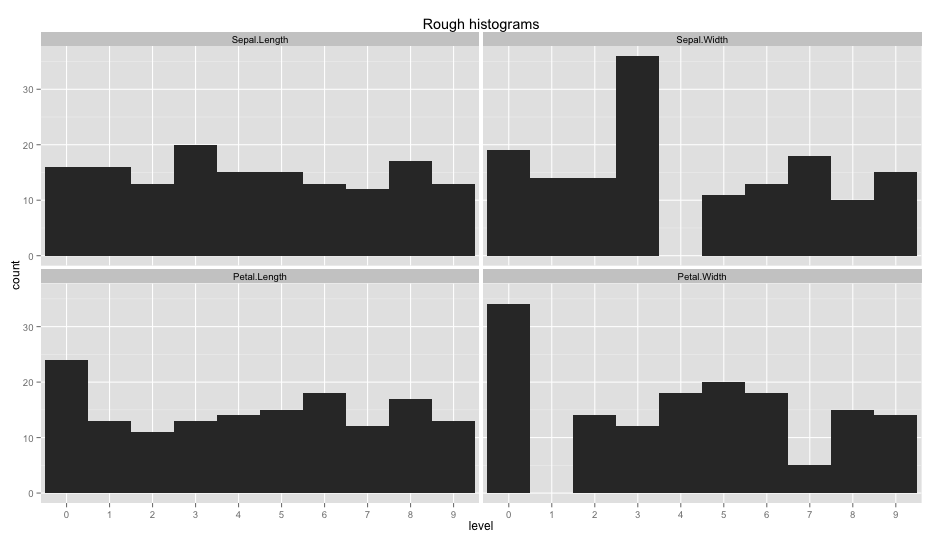 Rough histograms
Sepal.Length Sepal.Width
30
20
10
0
count
Petal.Length Petal.Width
30
20
10
0
0 1 2 3 4 5 6 7 8 9 0 1 2 3 4 5 6 7 8 9
level